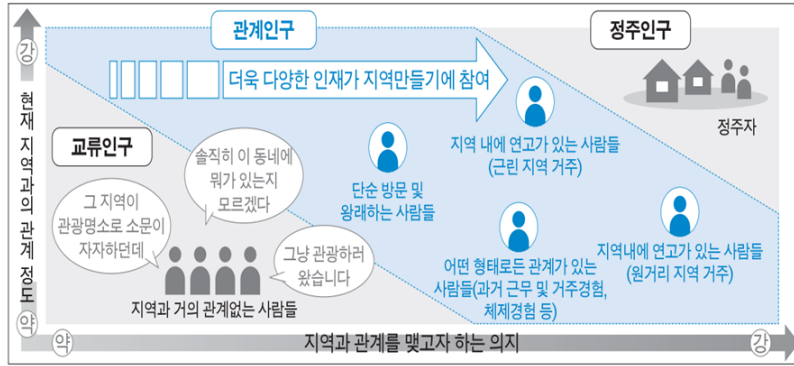 관계인구
정주인구
강
더욱 다양한 인재가 지역만들기에 참여
정주자
지역 내에 연고가 있는 사람들
(근린 지역 거주)
교류인구
솔직히 이 동네에
뭐가 있는지
모르겠다
단순 방문 및
왕래하는 사람들
그 지역이
관광명소로 소문이
자자하던데
그냥 관광하러
왔습니다
지역과 거의 관계없는 사람들
어떤 형태로든 관계가 있는
사람들(과거 근무 및 거주경험,
체제경험 등)
지역내에 연고가 있는 사람들
(원거리 지역 거주)
현재 지역과의 관계 정도
약
약
지역과 관계를 맺고자 하는 의지
강